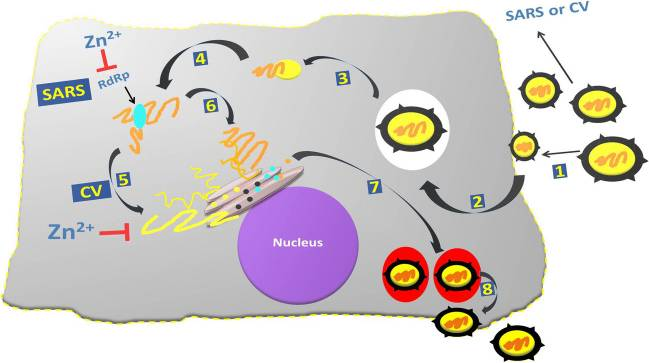 SARS or CV
Zn²⁺
RdRp
SARS
4
3
6
1
5
CV
7
2
Zn²⁺
Nucleus
8